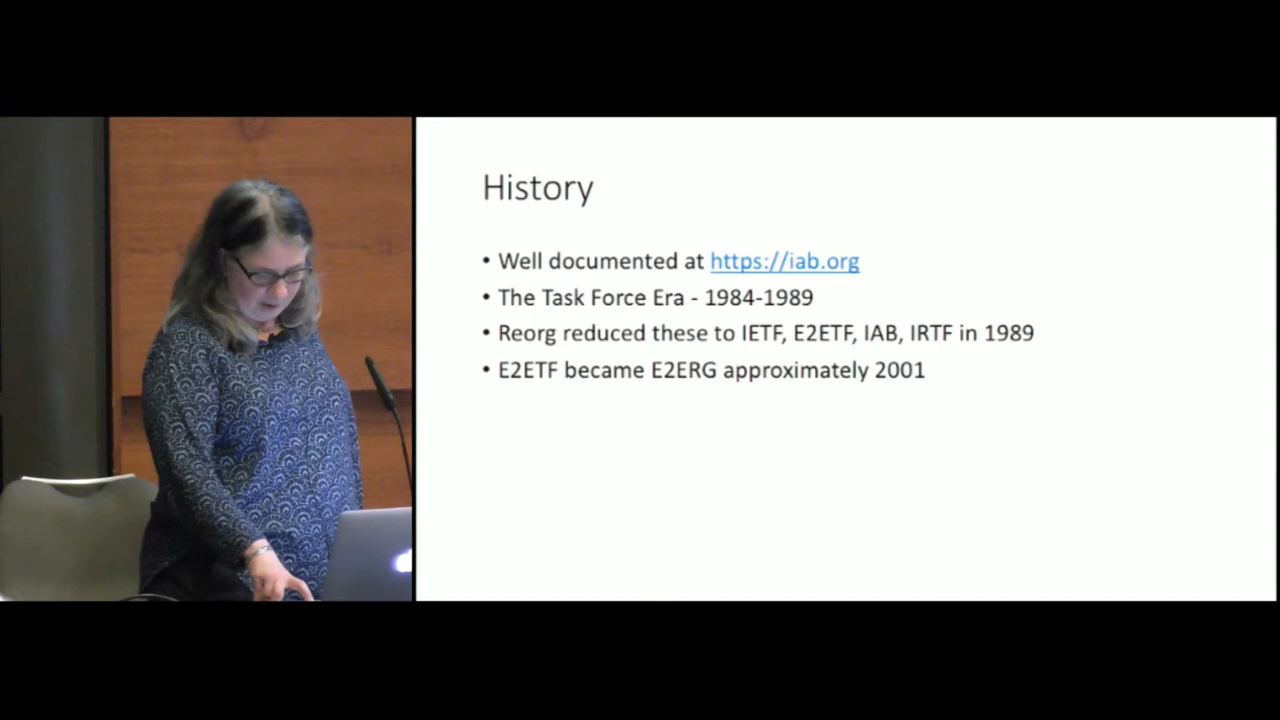 History
• Well documented at https://iab.org
• The Task Force Era - 1984-1989
• Reorg reduced these to IETF, E2ETF, IAB, IRTF in 1989
• E2ETF became E2ERG approximately 2001